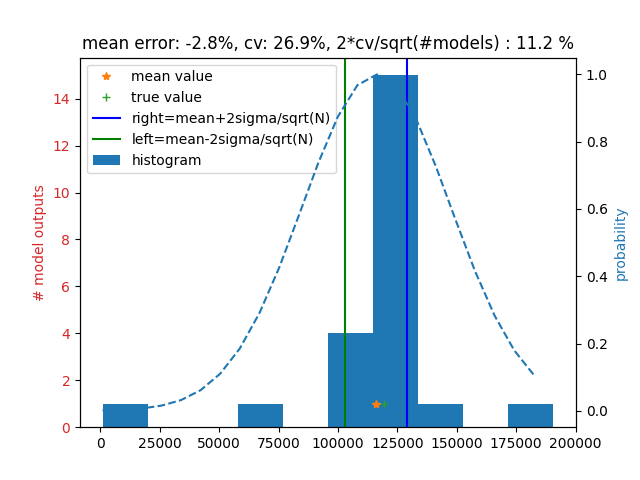 mean error: -2.8%, cv: 26.9%, 2*cv/sqrt(#models) : 11.2 %
mean value
true value
right=mean+2sigma/sqrt(N)
left=mean-2sigma/sqrt(N)
histogram
# model outputs
14
12
10
8
6
4
2
0
1.0
0.8
0.6
0.4
0.2
0.0
probability
0 25000 50000 75000 100000 125000 150000 175000 200000